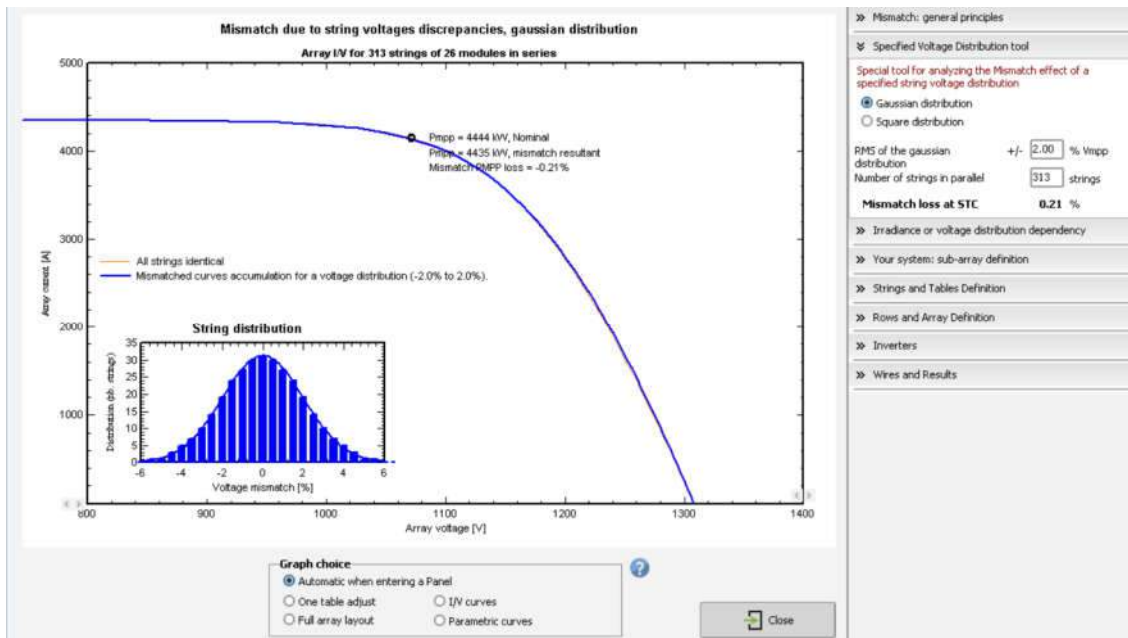 Mismatch due to string voltages discrepancies, gaussian distribution
Array I/V for 313 strings of 26 modules in series
5000
4000
3000
2000
1000
Array current [A]
Pmpp = 4444 kW, Nominal
Pmpp = 4435 kW, mismatch resultant
Mismatch PMPP loss = -0.21%
All strings identical
Mismatched curves accumulation for a voltage distribution (-2.0% to 2.0%).
String distribution
35
30
25
20
15
10
5
0
Distribution (nb. strings)
-6 -4 -2 0 2 4 6
Voltage mismatch [%]
800 900 1000 1100 1200 1300 1400
Array voltage [V]
Graph choice
Automatic when entering a Panel
One table adjust
I/V curves
Full array layout
Parametric curves
?
Close
Mismatch: general principles
Specified Voltage Distribution tool
Special tool for analyzing the Mismatch effect of a
specified string voltage distribution
Gaussian distribution
Square distribution
RMS of the gaussian
distribution
+/- 2.00 % Vmpp
Number of strings in parallel 313 strings
Mismatch loss at STC 0.21 %
Irradiance or voltage distribution dependency
Your system: sub-array definition
Strings and Tables Definition
Rows and Array Definition
Inverters
Wires and Results